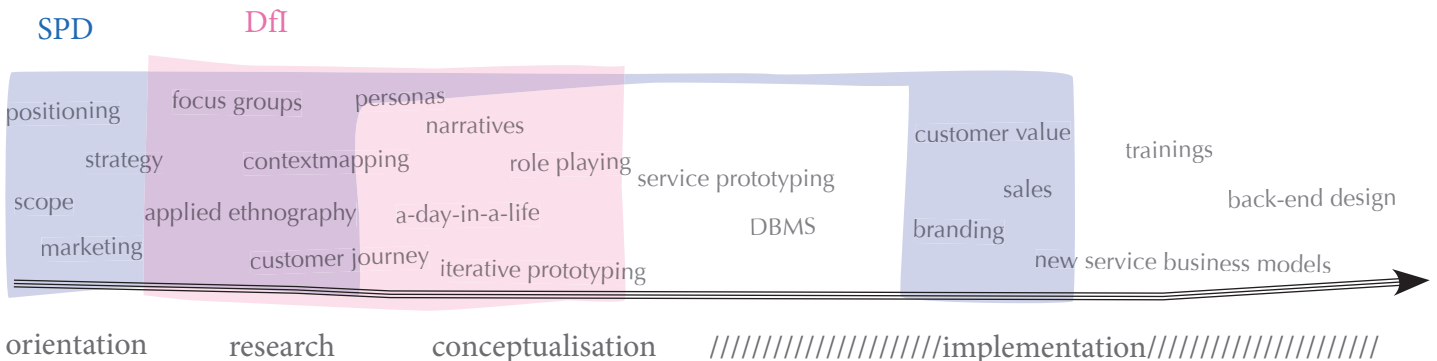 SPD
DfI
positioning
focus groups
personas
narratives
customer value
trainings
strategy
contextmapping
role playing
service prototyping
sales
back-end design
scope
applied ethnography
a-day-in-a-life
DBMS
branding
marketing
customer journey
iterative prototyping
new service business models
orientation research conceptualisation ////////////////////implementation////////////////////